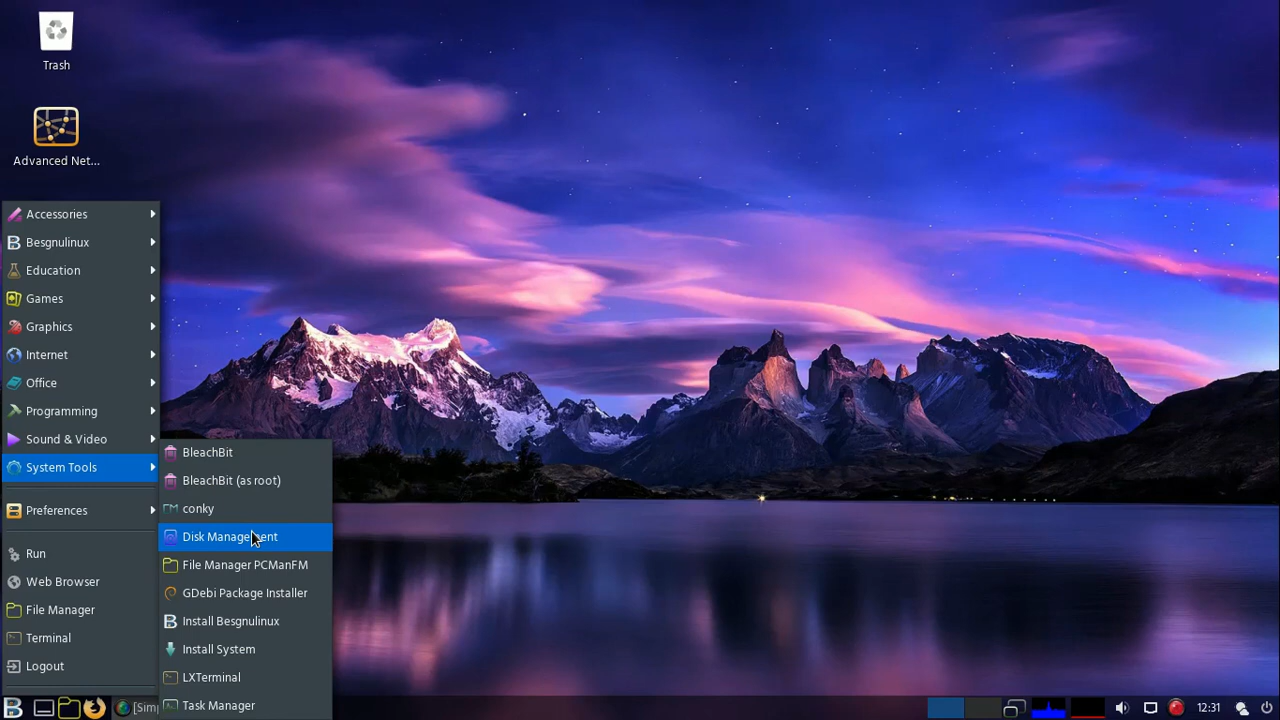 Trash
Advanced Net...
Accessories
Besgnulinux
Education
Games
Graphics
Internet
Office
Programming
Sound & Video
System Tools
Preferences
Run
Web Browser
File Manager
Terminal
Logout
BleachBit
BleachBit (as root)
conky
Disk Management
File Manager PCManFM
GDebi Package Installer
Install Besgnulinux
Install System
LXTerminal
Task Manager
[Sim
12:31